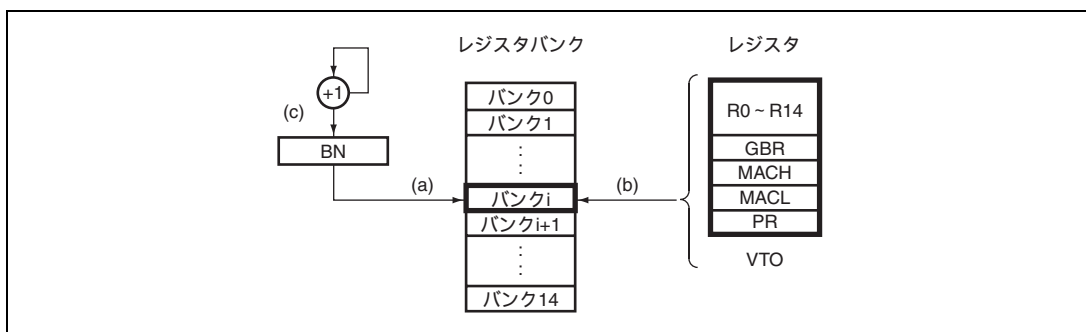 レジスタバンク
レジスタ
+1
(c)
BN
(a)
バンク0
バンク1
:
:
バンクi
バンクi+1
:
:
バンク14
(b)
R0 ~ R14
GBR
MACH
MACL
PR
VTO